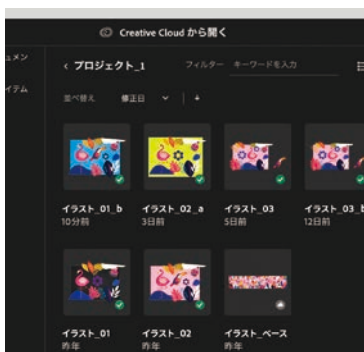 Creative Cloud から開く
ュメン
< プロジェクト_1
フィルター キーワードを入力
イテム
並べ替え 修正日
イラスト_01_b
10分前
イラスト_02_a
3日前
イラスト_03
5日前
イラスト_03_b
12日前
イラスト_01
昨年
イラスト_02
昨年
イラスト_ベース
昨年